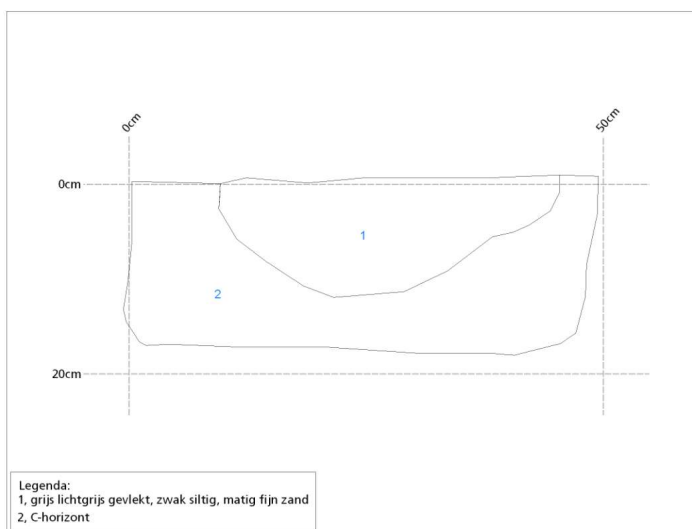 0cm
50cm
0cm
1
2
20cm
Legenda:
1, grijs lichtgrijs gevlekt, zwak siltig, matig fijn zand
2, C-horizont